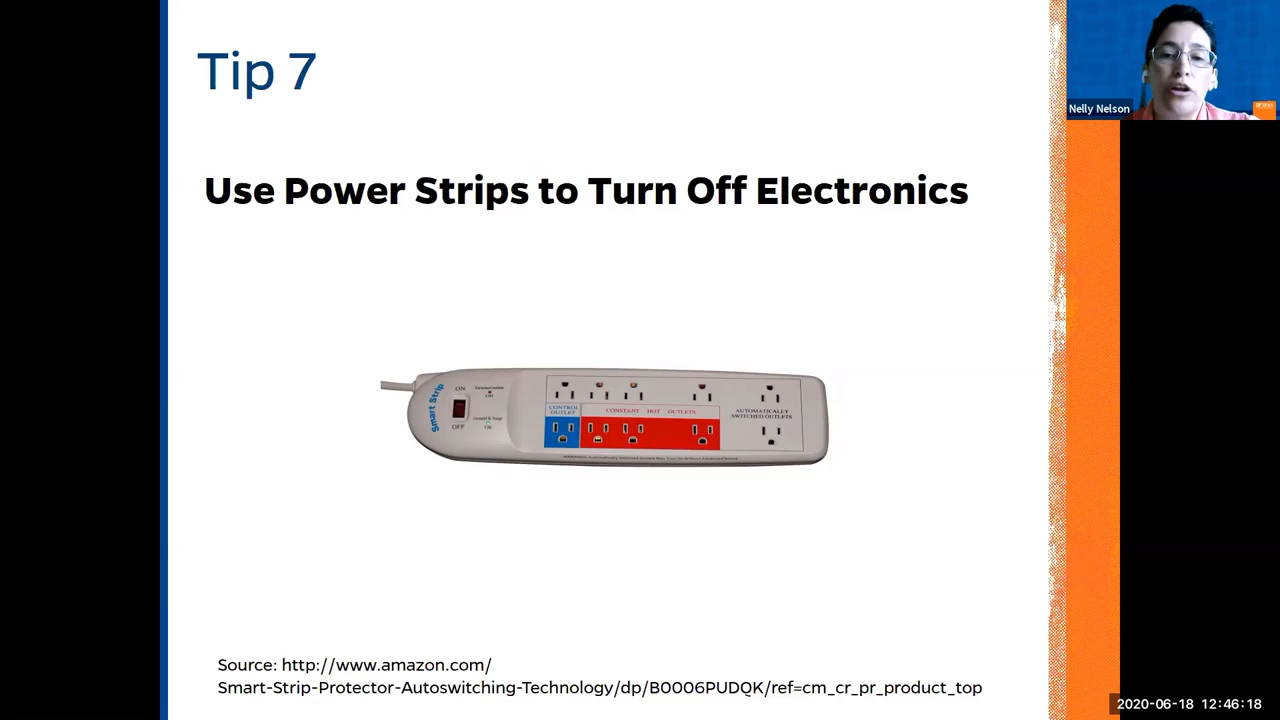 Tip 7
Nelly Nelson
Use Power Strips to Turn Off Electronics
Smart Strip
ON
OFF
ON
OK
CONTROL
OUTLET
CONSTANT HOT OUTLETS
AUTOMATICALLY
SWITCHED OUTLETS
Source: http://www.amazon.com/
Smart-Strip-Protector-Autoswitching-Technology/dp/B0006PUDQK/ref=cm_cr_pr_product_top
2020-06-18 12:46:18